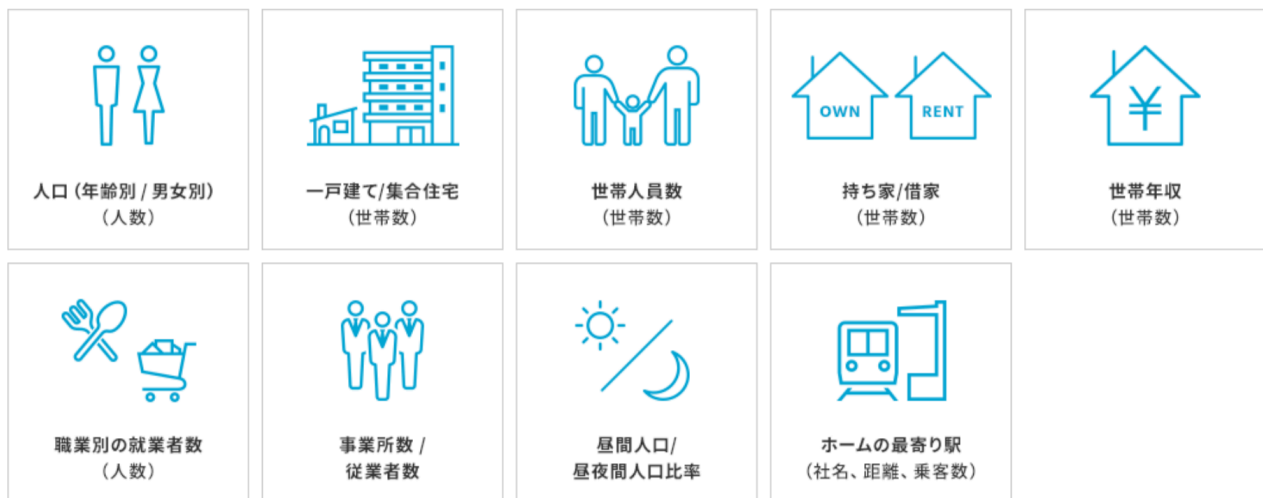 OWN
RENT
¥
人口（年齢別 / 男女別）
（人数）
一戸建て/集合住宅
（世帯数）
世帯人員数
（世帯数）
持ち家/借家
（世帯数）
世帯年収
（世帯数）
職業別の就業者数
（人数）
事業所数 /
従業者数
昼間人口/
昼夜間人口比率
ホームの最寄り駅
（社名、距離、乗客数）